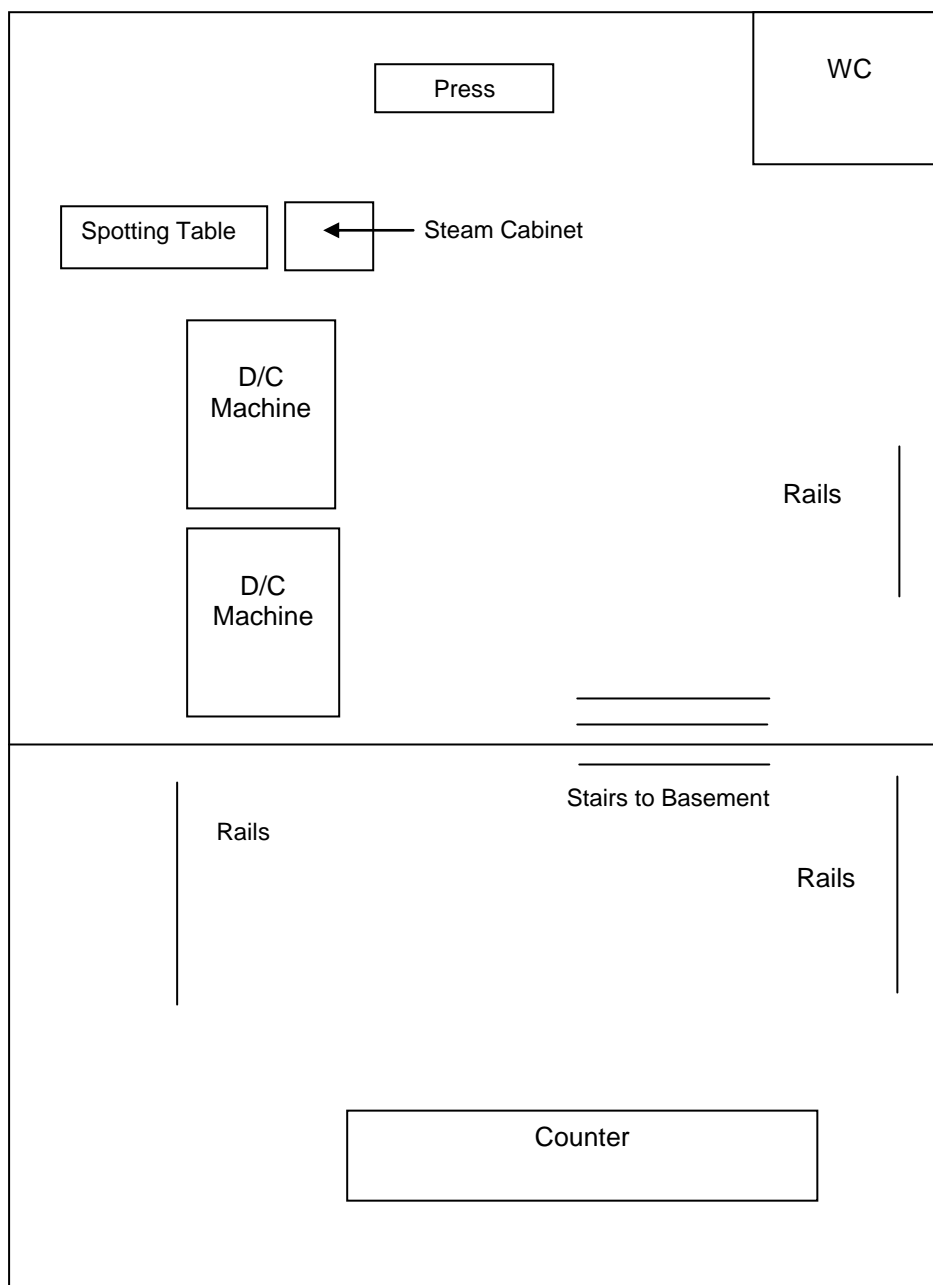 WC
Press
Spotting Table
Steam Cabinet
D/C
Machine
Rails
D/C
Machine
Stairs to Basement
Rails
Rails
Counter